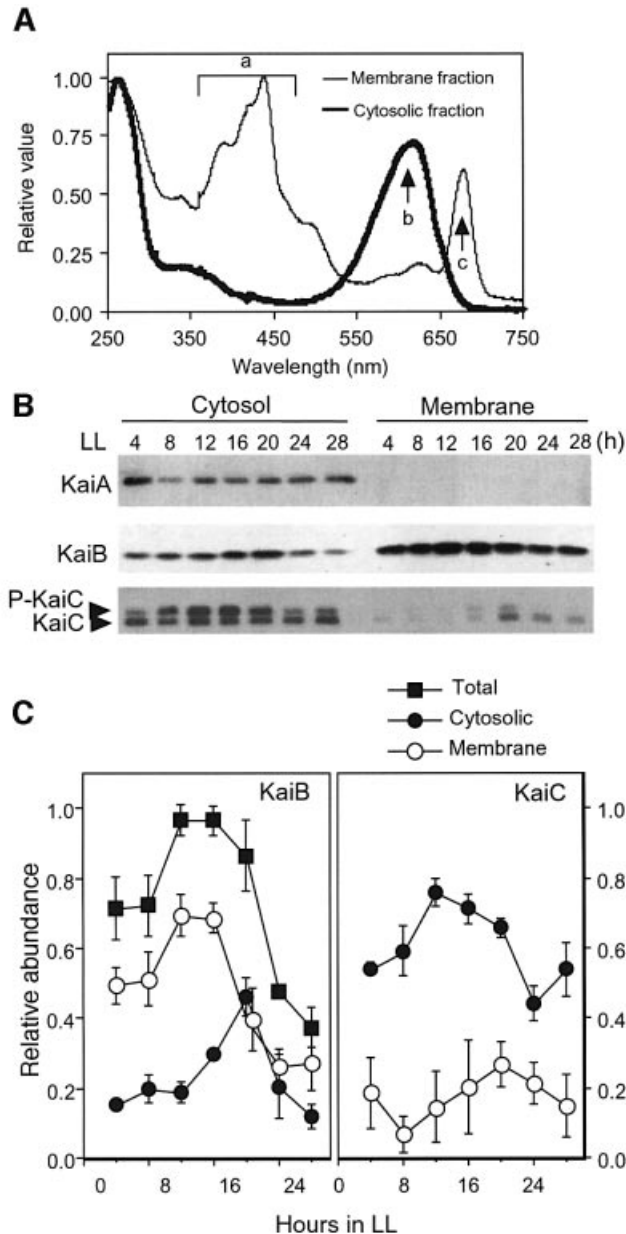 A
a
1.00
0.75
0.50
0.25
0.00
Relative value
Membrane fraction
Cytosolic fraction
b
c
250 350 450 550 650 750
Wavelength (nm)
B
Cytosol Membrane
LL 4 8 12 16 20 24 28 4 8 12 16 20 24 28 (h)
KaiA
KaiB
P-KaiC
KaiC
C
Total
Cytosolic
Membrane
KaiB KaiC
1.0 1.0
0.8 0.8
0.6 0.6
0.4 0.4
0.2 0.2
0.0 0.0
Relative abundance
0 8 16 24 0 8 16 24
Hours in LL